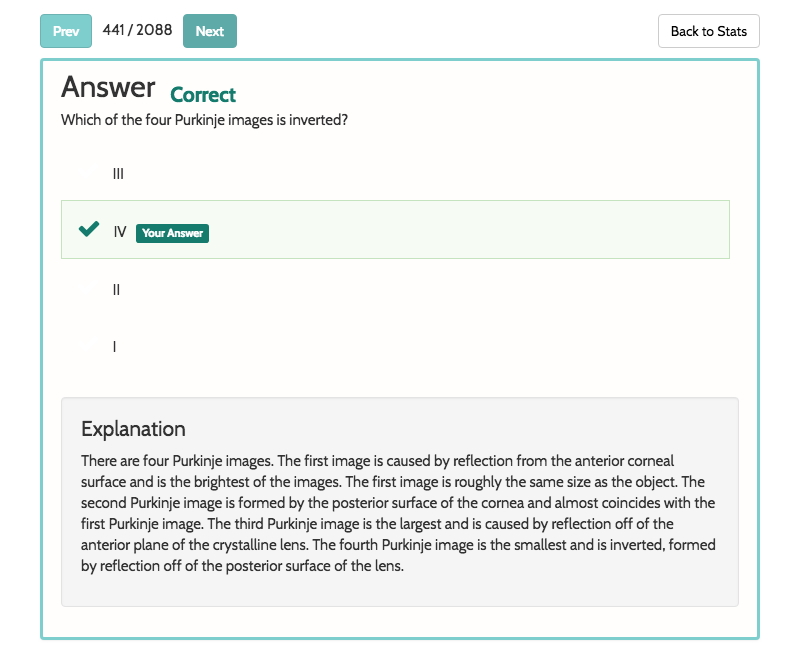 Prev 441 / 2088 Next Back to Stats
Answer Correct
Which of the four Purkinje images is inverted?
III
IV Your Answer
II
I
Explanation
There are four Purkinje images. The first image is caused by reflection from the anterior corneal
surface and is the brightest of the images. The first image is roughly the same size as the object. The
second Purkinje image is formed by the posterior surface of the cornea and almost coincides with the
first Purkinje image. The third Purkinje image is the largest and is caused by reflection off of the
anterior plane of the crystalline lens. The fourth Purkinje image is the smallest and is inverted, formed
by reflection off of the posterior surface of the lens.